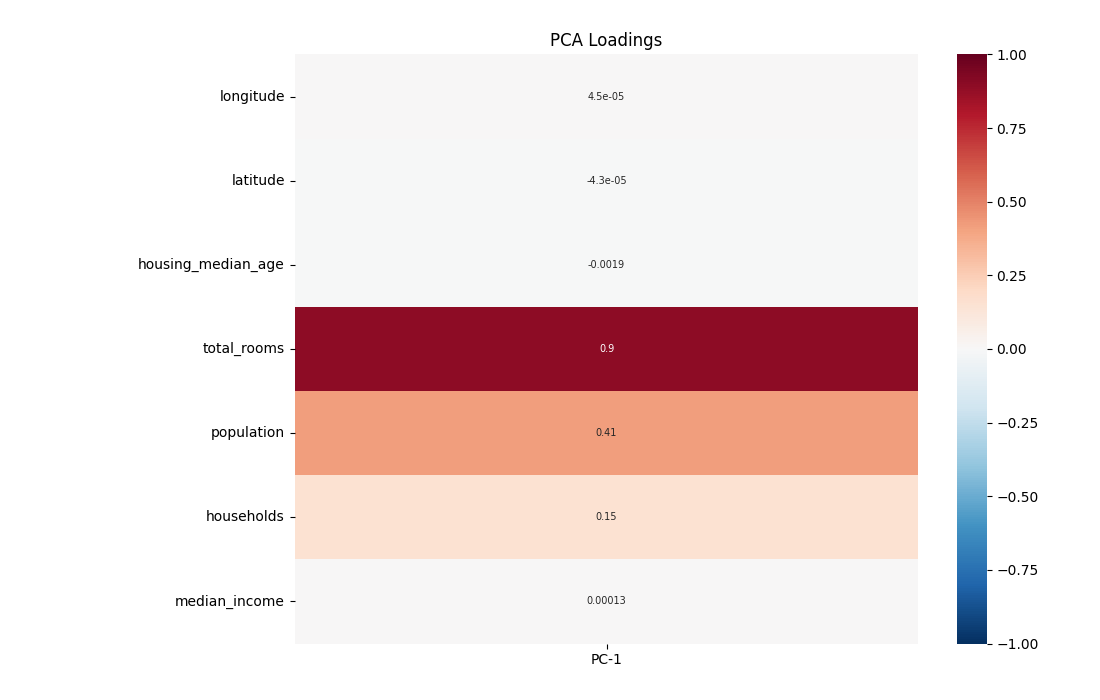 PCA Loadings
longitude
4.5e-05
latitude
-4.3e-05
housing_median_age
-0.0019
total_rooms
0.9
population
0.41
households
0.15
median_income
0.00013
PC-1
1.00
0.75
0.50
0.25
0.00
−0.25
−0.50
−0.75
−1.00